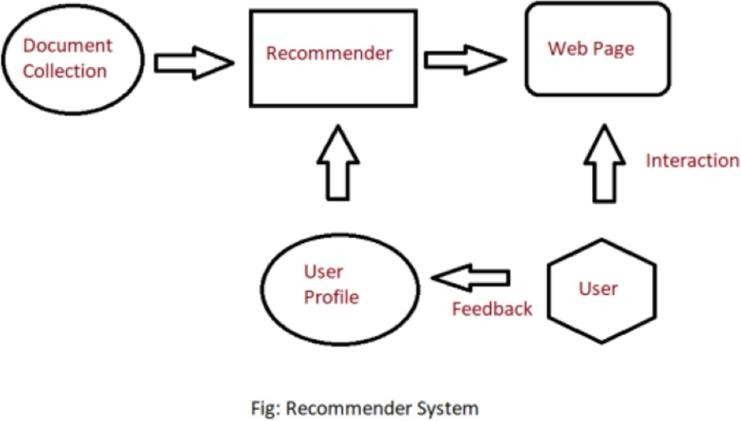 Document
Collection
Recommender
Web Page
Interaction
User
Profile
Feedback
User
Fig: Recommender System